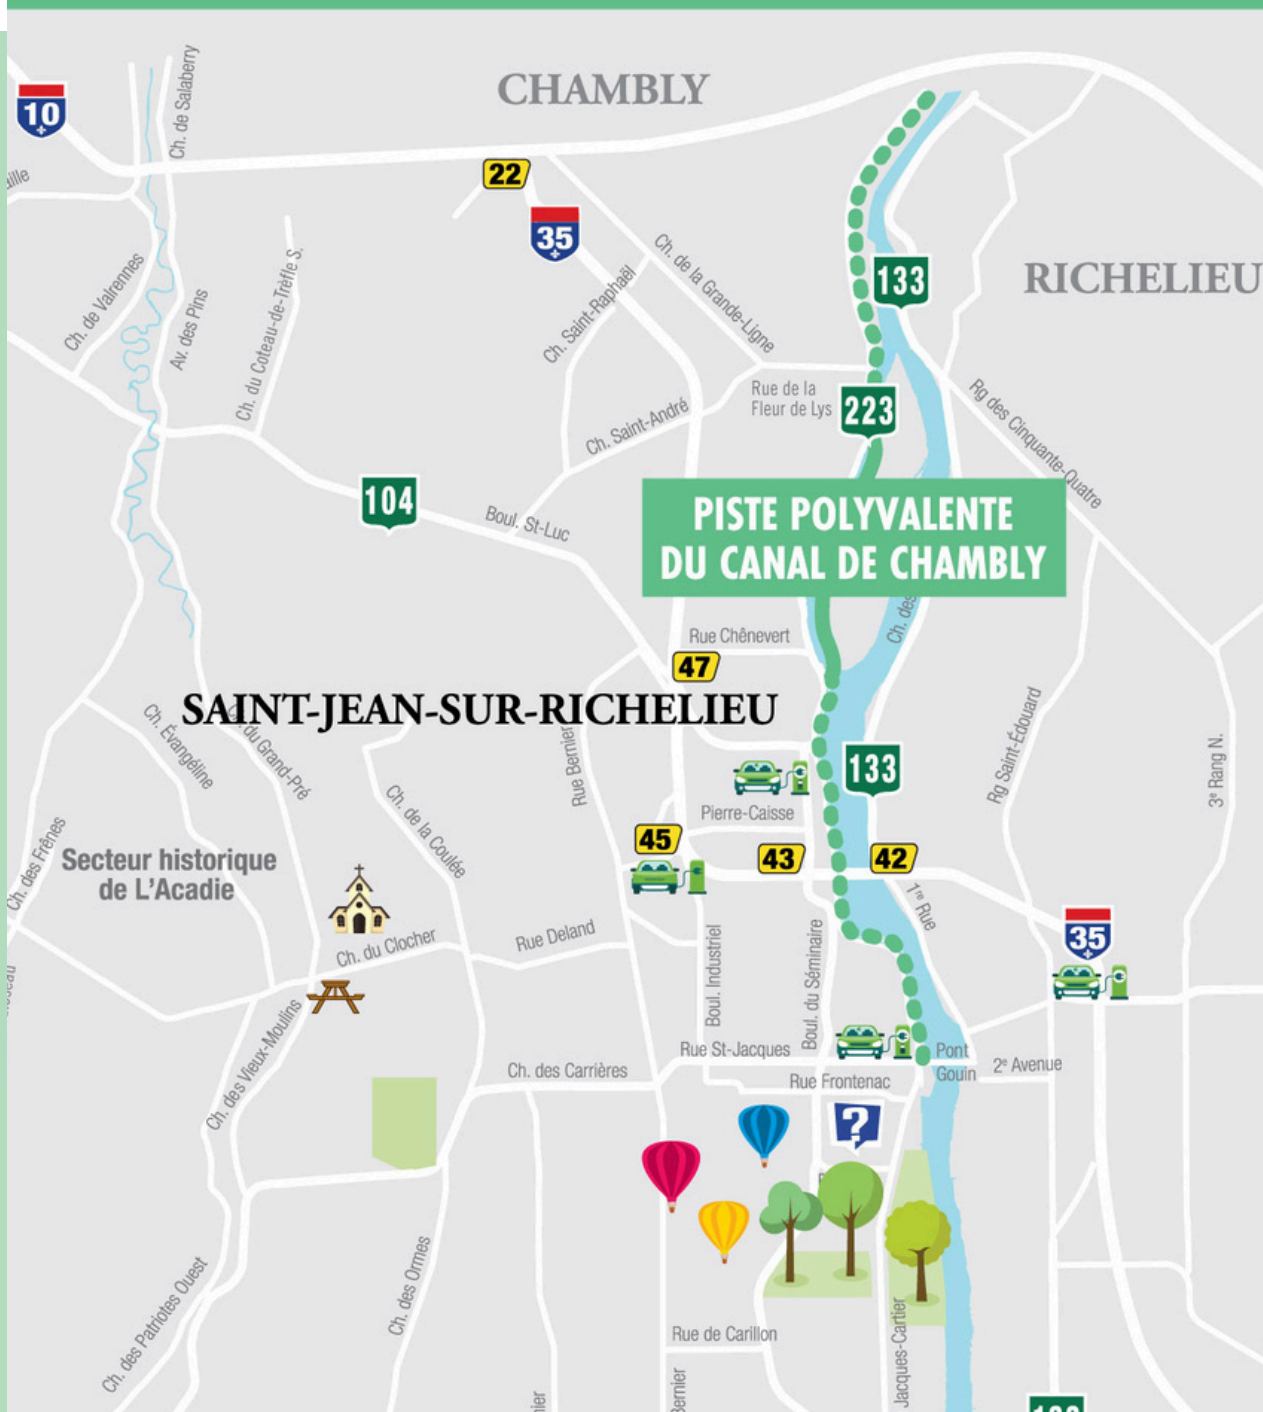 CHAMBLY
10
Ch. de Salaberry
22
35
RICHELIEU
133
Ch. de Valrennes
Av. des Pins
Ch. du Coteau-de-Trèfle S.
Ch. Saint-Raphaël
Ch. de la Grande-Ligne
Rue de la
Fleur de Lys
223
Ch. Saint-André
Rg des Cinquante-Quatre
104
Boul. St-Luc
PISTE POLYVALENTE
DU CANAL DE CHAMBLY
Ch. des
Rue Chênevert
47
SAINT-JEAN-SUR-RICHELIEU
Ch. Évangéline
Ch. du Grand-Pré
Rue Bernier
133
Rg Saint-Édouard
3e Rang N.
Ch. de la Coulée
Pierre-Caisse
45
43
42
Ch. des Frênes
Secteur historique
de L'Acadie
1re Rue
35
Ch. du Clocher
Rue Deland
Boul. Industriel
Boul. du Séminaire
Ch. des Vieux-Moulins
Rue St-Jacques
Pont
Gouin
2e Avenue
Ch. des Carrières
Rue Frontenac
?
Ch. des Patriotes Ouest
Ch. des Ormes
Rue de Carillon
Jacques-Cartier
Bernier